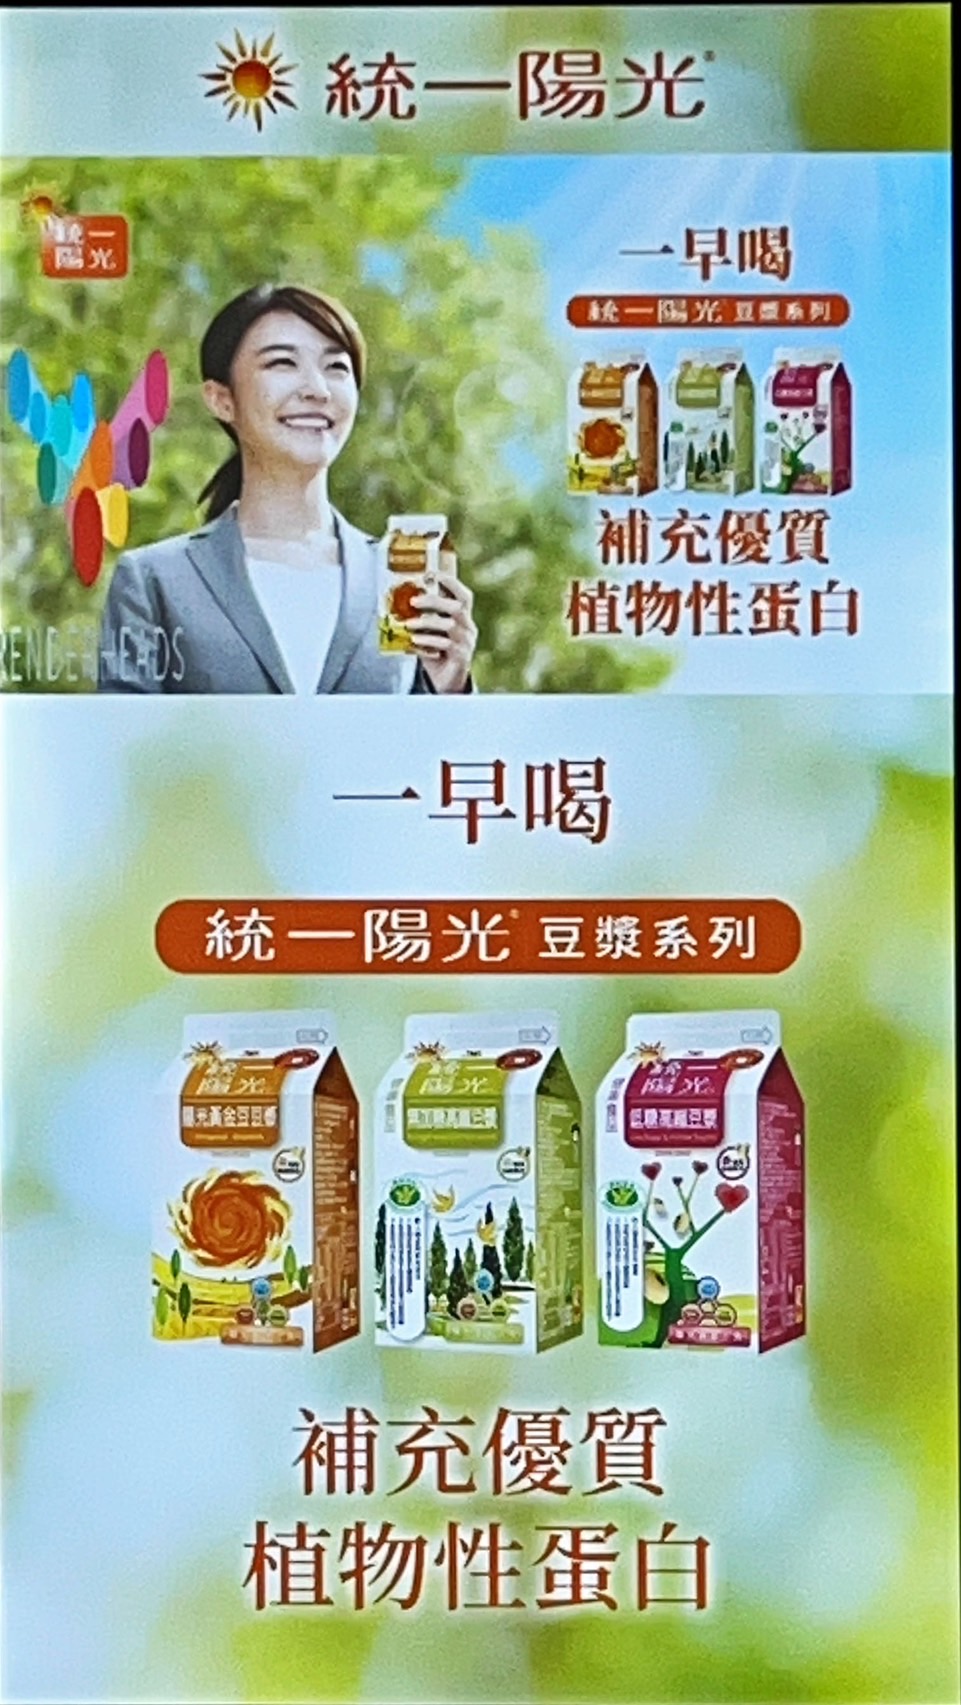 統一陽光
統一
陽光
一早喝
統一陽光 豆漿系列
補充優質
植物性蛋白
RENDERHEADS
一早喝
統一陽光® 豆漿系列
統一
陽光
陽光黃金豆豆漿
統一
陽光
無加糖高纖豆漿
統一
陽光
低糖高纖豆漿
補充優質
植物性蛋白